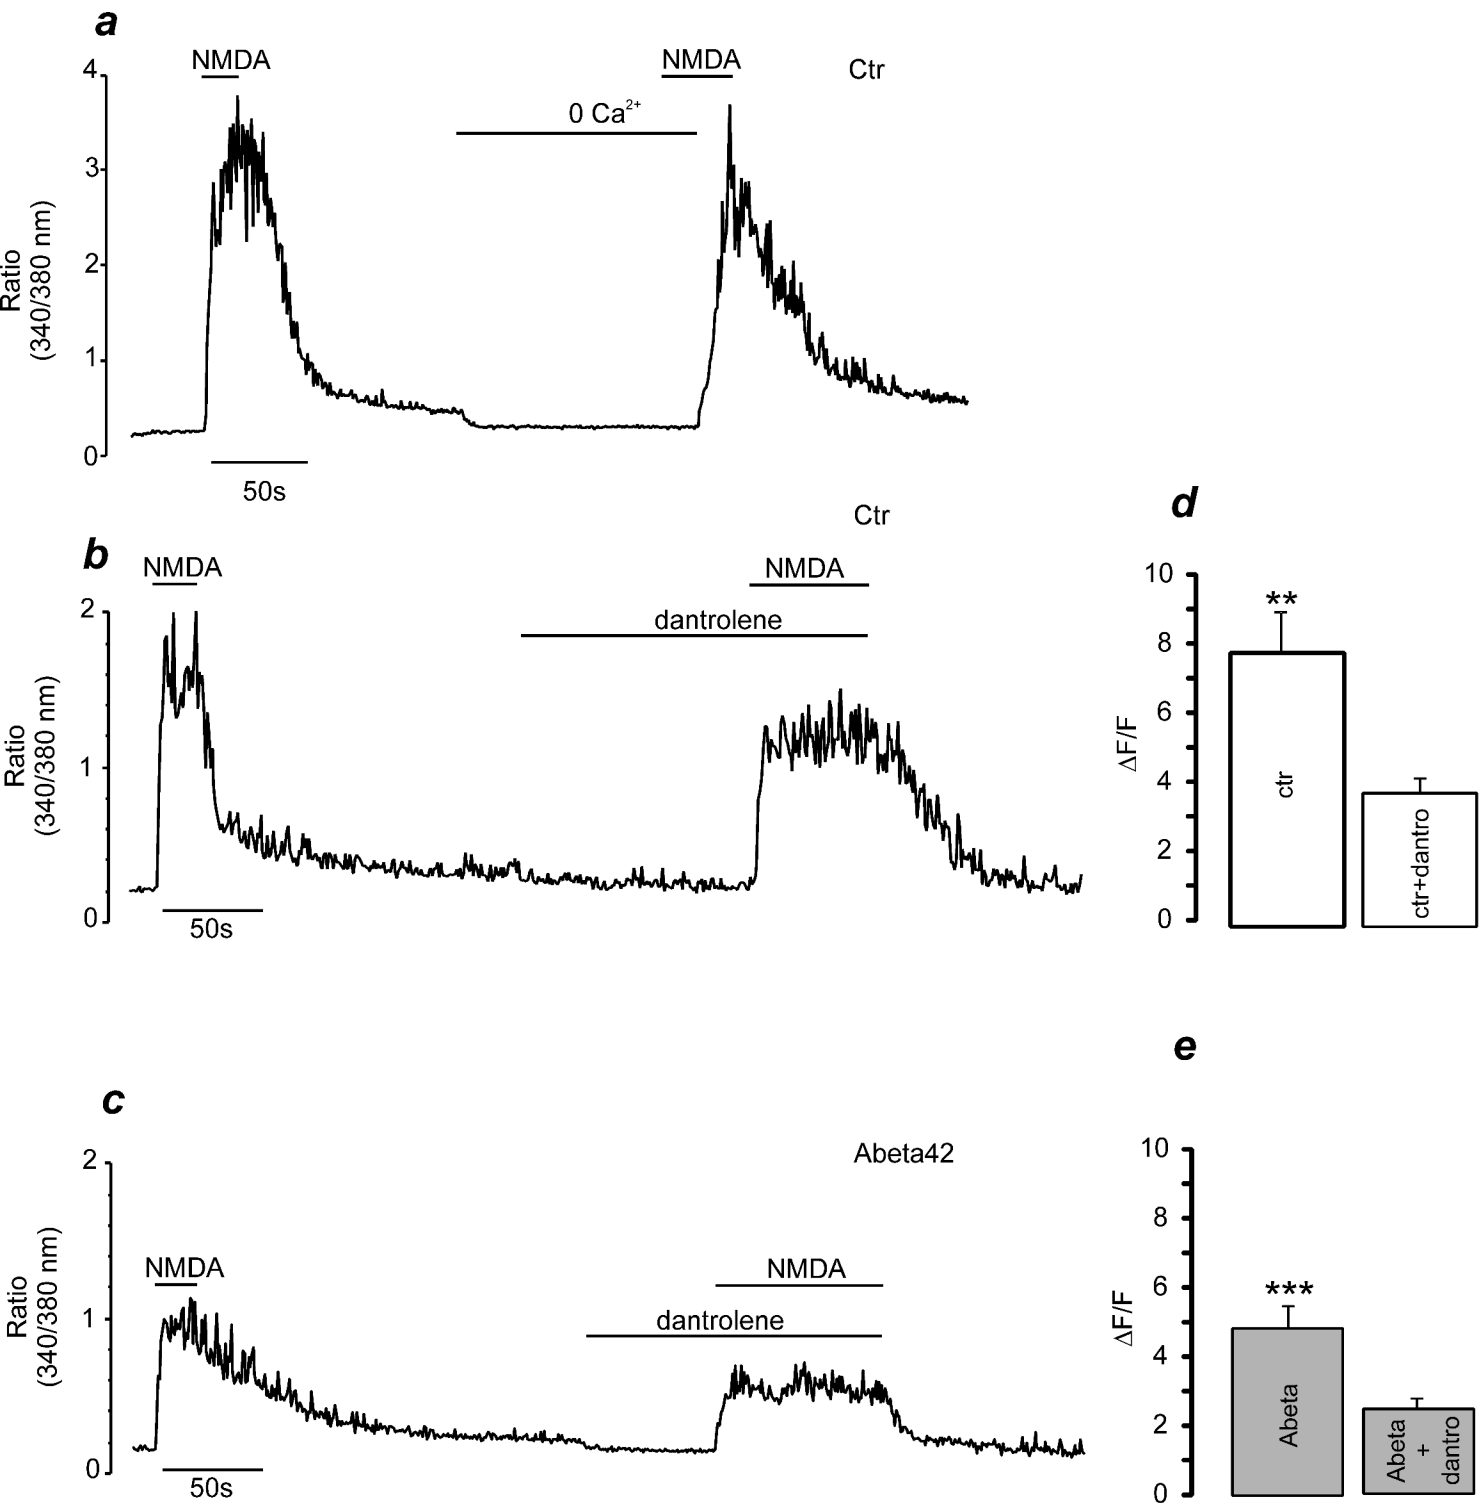 a
NMDA
NMDA
Ctr
0 Ca²⁺
4
3
2
1
0
Ratio
(340/380 nm)
50s
Ctr
b
NMDA
NMDA
dantrolene
2
1
0
Ratio
(340/380 nm)
50s
d
10
8
6
4
2
0
ΔF/F
**
ctr
ctr+dantro
c
Abeta42
NMDA
NMDA
dantrolene
2
1
0
Ratio
(340/380 nm)
50s
e
10
8
6
4
2
0
ΔF/F
***
Abeta
Abeta
+
dantro